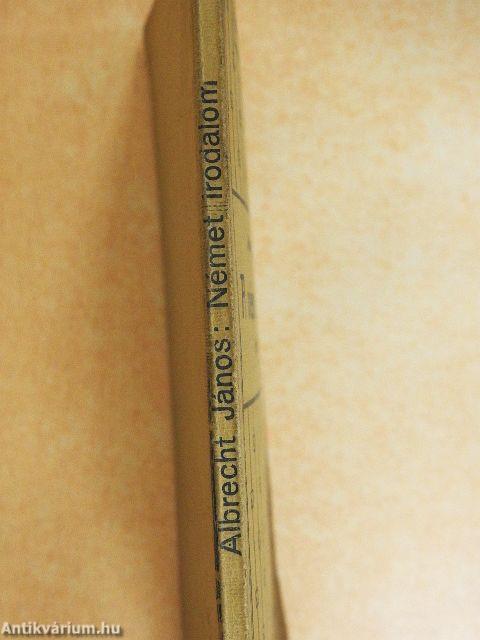 Albrecht János: Német irodalom
Antikvárium.hu